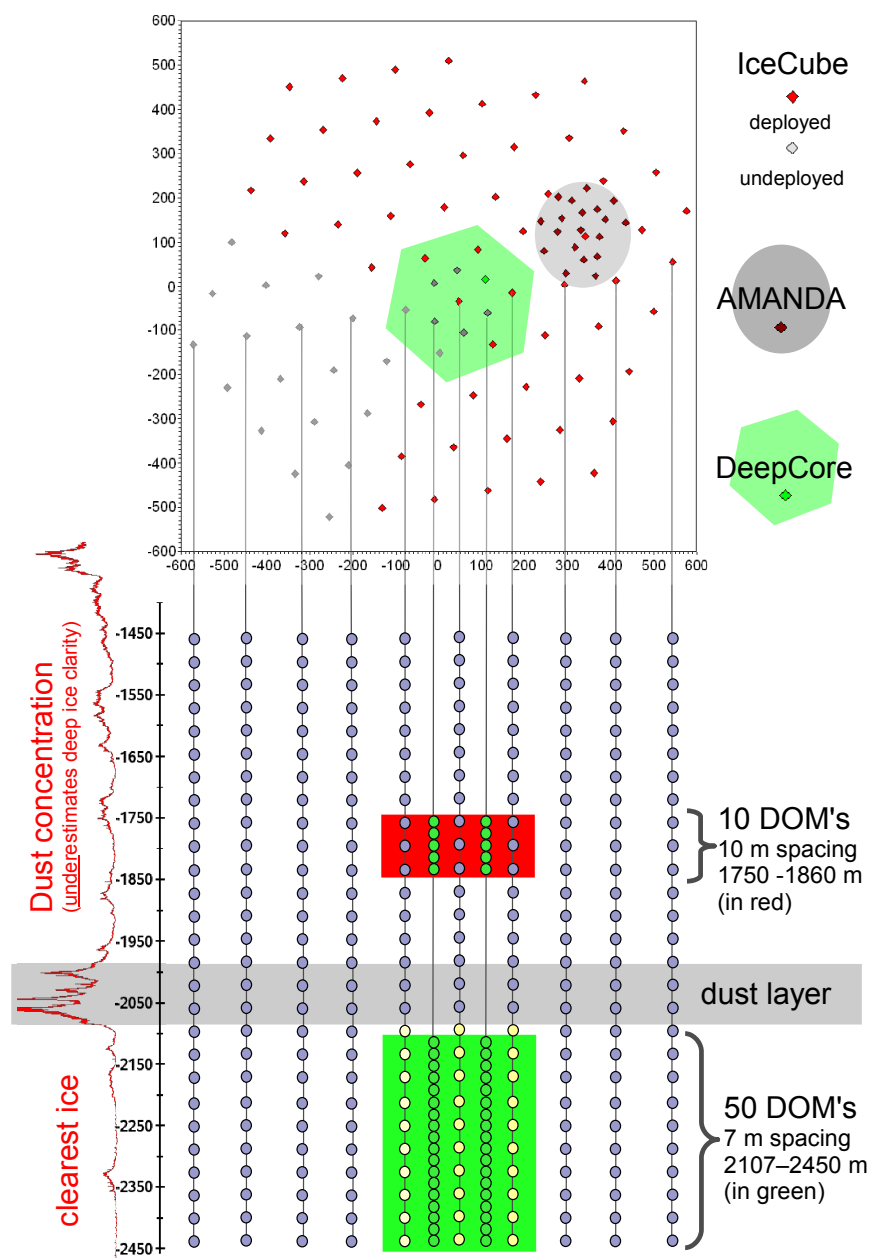 600
500
400
300
200
100
0
-100
-200
-300
-400
-500
-600
-600 -500 -400 -300 -200 -100 0 100 200 300 400 500 600
IceCube
deployed
undeployed
AMANDA
DeepCore
Dust concentration
(underestimates deep ice clarity)
clearest ice
-1450
-1550
-1650
-1750
-1850
-1950
-2050
-2150
-2250
-2350
-2450
10 DOM's
10 m spacing
1750 -1860 m
(in red)
dust layer
50 DOM's
7 m spacing
2107–2450 m
(in green)